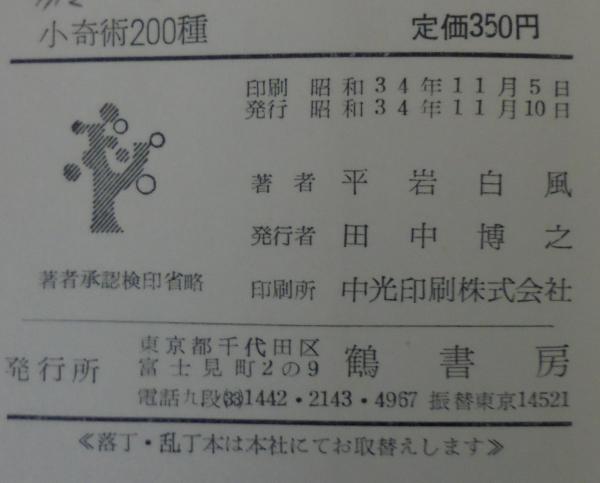 小奇術200種 定価350円
印刷 昭和34年11月5日
発行 昭和34年11月10日
著者 平岩白風
発行者 田中博之
著者承認検印省略
印刷所 中光印刷株式会社
発行所
東京都千代田区
富士見町2の9
鶴書房
電話九段(33)1442・2143・4967 振替東京14521
≪落丁・乱丁本は本社にてお取替えします≫